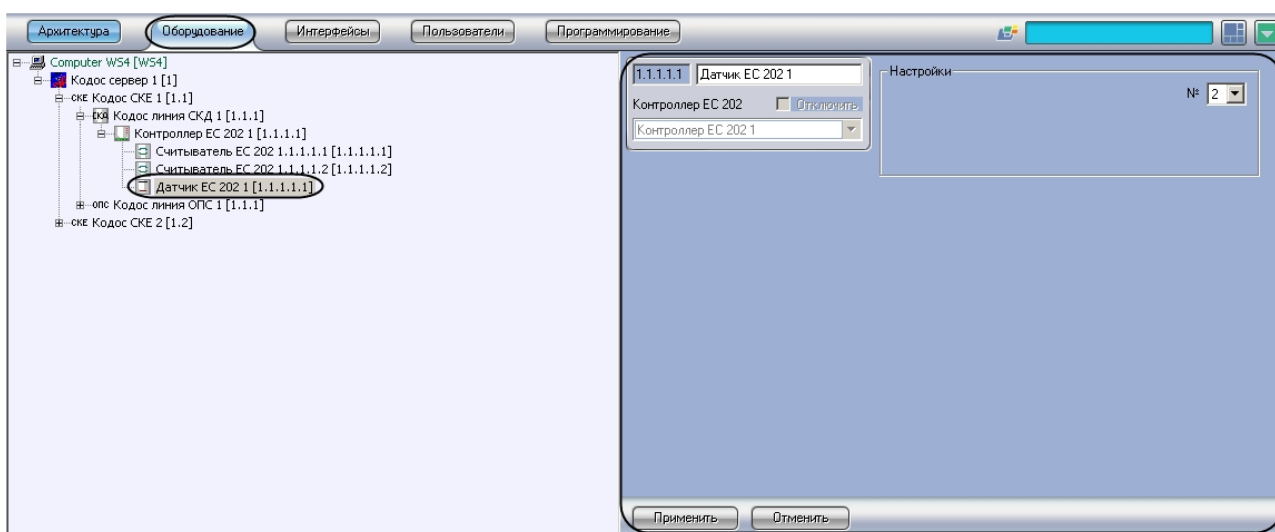 Архитектура Оборудование Интерфейсы Пользователи Программирование
Computer WS4 [WS4]
Кодос сервер 1 [1]
СКЕ Кодос СКЕ 1 [1.1]
СКД Кодос линия СКД 1 [1.1.1]
Контроллер ЕС 202 1 [1.1.1.1]
Считыватель ЕС 202 1.1.1.1.1 [1.1.1.1.1]
Считыватель ЕС 202 1.1.1.1.2 [1.1.1.1.2]
Датчик ЕС 202 1 [1.1.1.1.1]
ОПС Кодос линия ОПС 1 [1.1.1]
СКЕ Кодос СКЕ 2 [1.2]
1.1.1.1.1 Датчик ЕС 202 1
Контроллер ЕС 202 Отключить
Контроллер ЕС 202 1
Настройки
№ 2
Применить Отменить